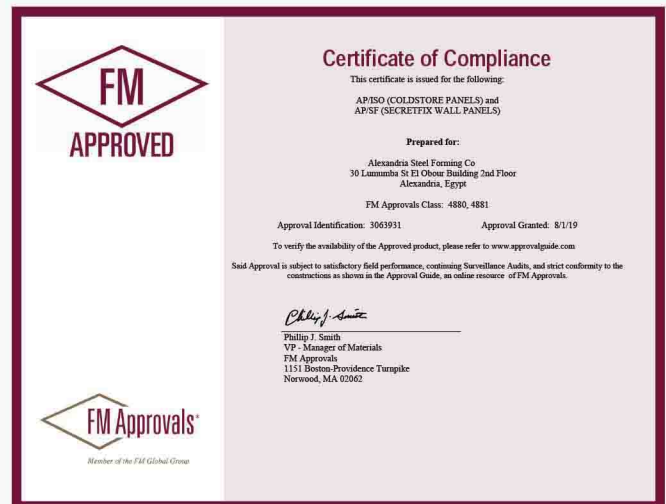 FM
APPROVED
Certificate of Compliance
This certificate is issued for the following:
AP/ISO (COLDSTORE PANELS) and
AP/SF (SECRETFIX WALL PANELS)
Prepared for:
Alexandria Steel Forming Co
30 Lumumba St El Obour Building 2nd Floor
Alexandria, Egypt
FM Approvals Class: 4880, 4881
Approval Identification: 3063931 Approval Granted: 8/1/19
To verify the availability of the Approved product, please refer to www.approvalguide.com
Said Approval is subject to satisfactory field performance, continuing Surveillance Audits, and strict conformity to the
constructions as shown in the Approval Guide, an online resource of FM Approvals.
Phillip J. Smith
Phillip J. Smith
VP - Manager of Materials
FM Approvals
1151 Boston-Providence Turnpike
Norwood, MA 02062
FM Approvals®
Member of the FM Global Group